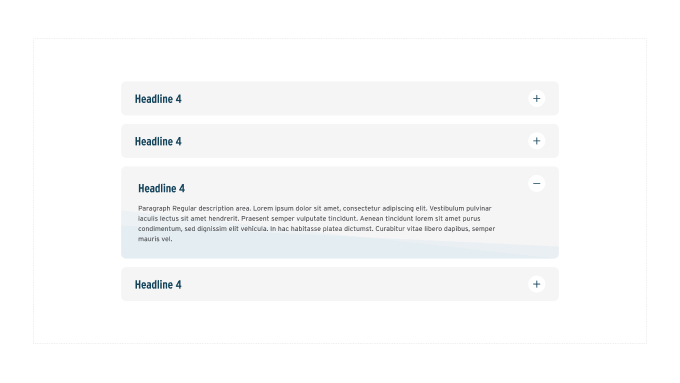 Headline 4
Headline 4
Headline 4
Paragraph Regular description area. Lorem ipsum dolor sit amet, consectetur adipiscing elit. Vestibulum pulvinar
iaculis lectus sit amet hendrerit. Praesent semper vulputate tincidunt. Aenean tincidunt lorem sit amet purus
condimentum, sed dignissim elit vehicula. In hac habitasse platea dictumst. Curabitur vitae libero dapibus, semper
mauris vel.
Headline 4